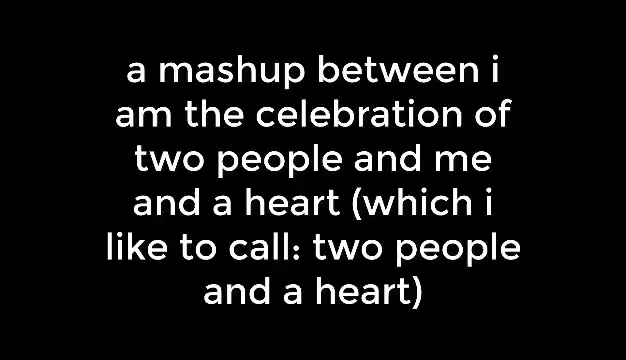 a mashup between i
am the celebration of
two people and me
and a heart (which i
like to call: two people
and a heart)